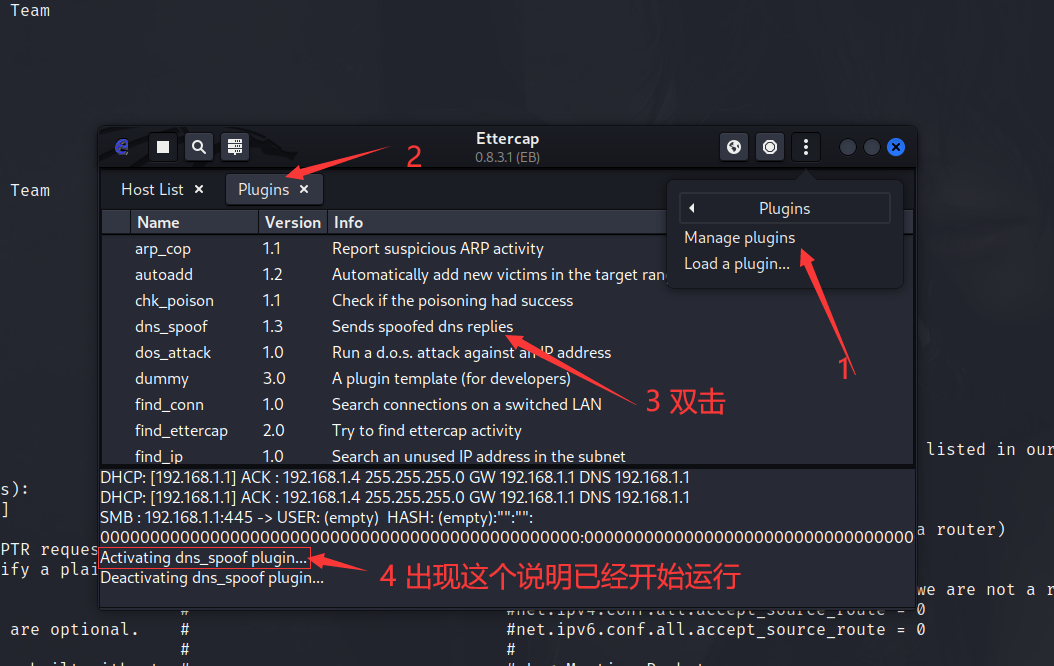 Team
Team
Ettercap
0.8.3.1 (EB)
2
Host List
Plugins
Plugins
Manage plugins
Load a plugin...
Name Version Info
arp_cop 1.1 Report suspicious ARP activity
autoadd 1.2 Automatically add new victims in the target ran
chk_poison 1.1 Check if the poisoning had success
dns_spoof 1.3 Sends spoofed dns replies
dos_attack 1.0 Run a d.o.s. attack against an IP address
dummy 3.0 A plugin template (for developers)
find_conn 1.0 Search connections on a switched LAN
find_ettercap 2.0 Try to find ettercap activity
find_ip 1.0 Search an unused IP address in the subnet
1
3 双击
DHCP: [192.168.1.1] ACK : 192.168.1.4 255.255.255.0 GW 192.168.1.1 DNS 192.168.1.1
DHCP: [192.168.1.1] ACK : 192.168.1.4 255.255.255.0 GW 192.168.1.1 DNS 192.168.1.1
SMB : 192.168.1.1:445 -> USER: (empty) HASH: (empty):"":"":
Activating dns_spoof plugin...
Deactivating dns_spoof plugin...
4 出现这个说明已经开始运行
listed in our
s):
]
a router)
PTR reques
ify a plai
we are not a r
# #net.ipv4.conf.all.accept_source_route = 0
are optional. # #net.ipv6.conf.all.accept_source_route = 0
# #